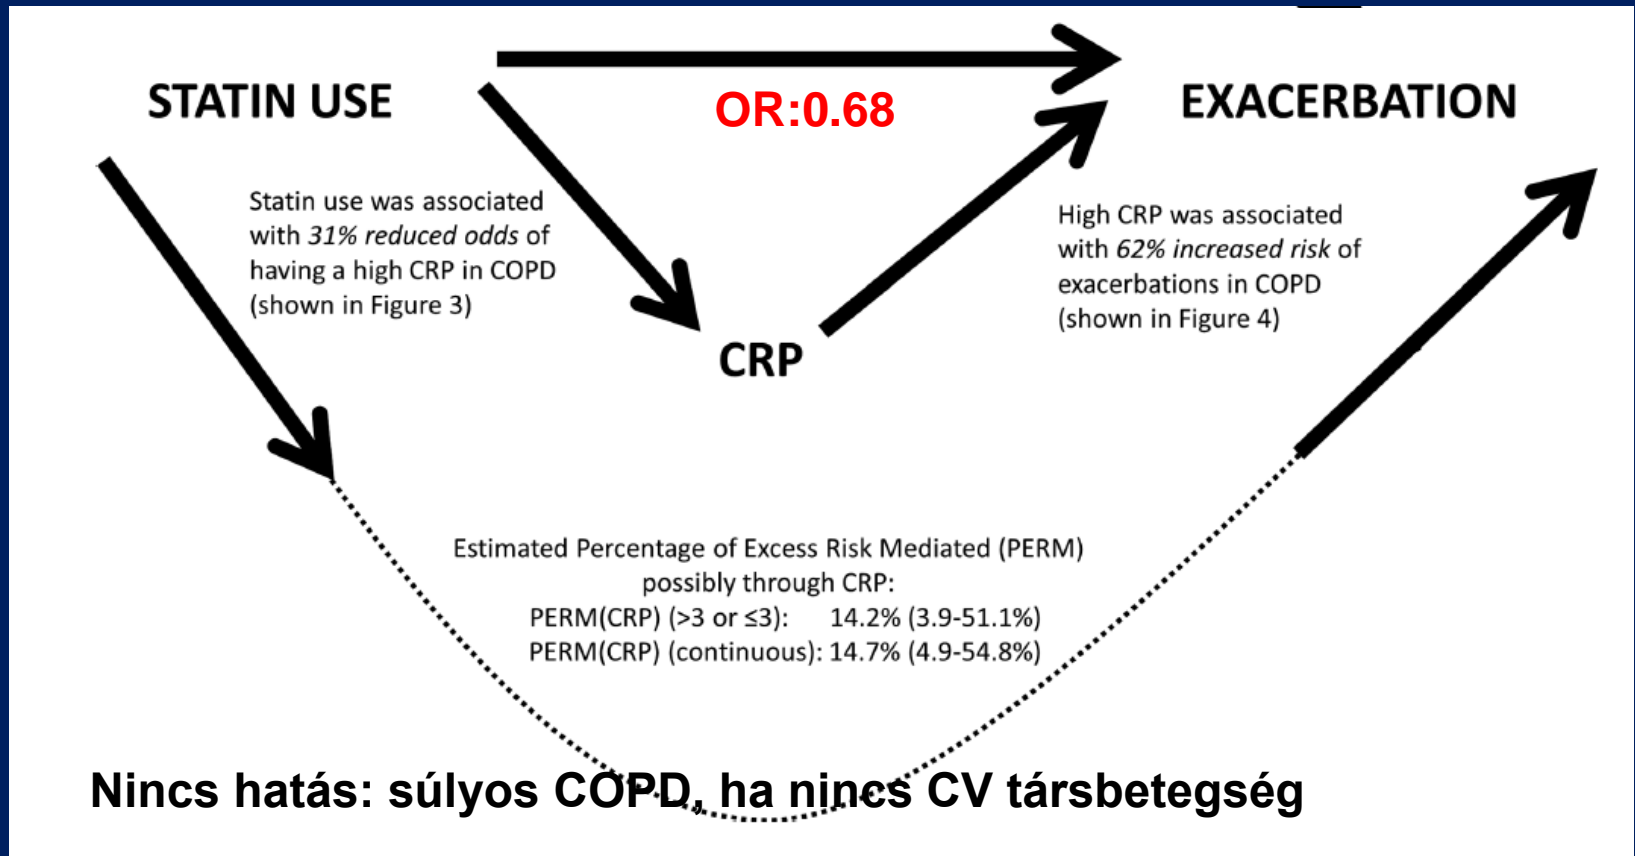 STATIN USE
OR:0.68
EXACERBATION
Statin use was associated
with 31% reduced odds of
having a high CRP in COPD
(shown in Figure 3)
High CRP was associated
with 62% increased risk of
exacerbations in COPD
(shown in Figure 4)
CRP
Estimated Percentage of Excess Risk Mediated (PERM)
possibly through CRP:
PERM(CRP) (>3 or ≤3): 14.2% (3.9-51.1%)
PERM(CRP) (continuous): 14.7% (4.9-54.8%)
Nincs hatás: súlyos COPD, ha nincs CV társbetegség